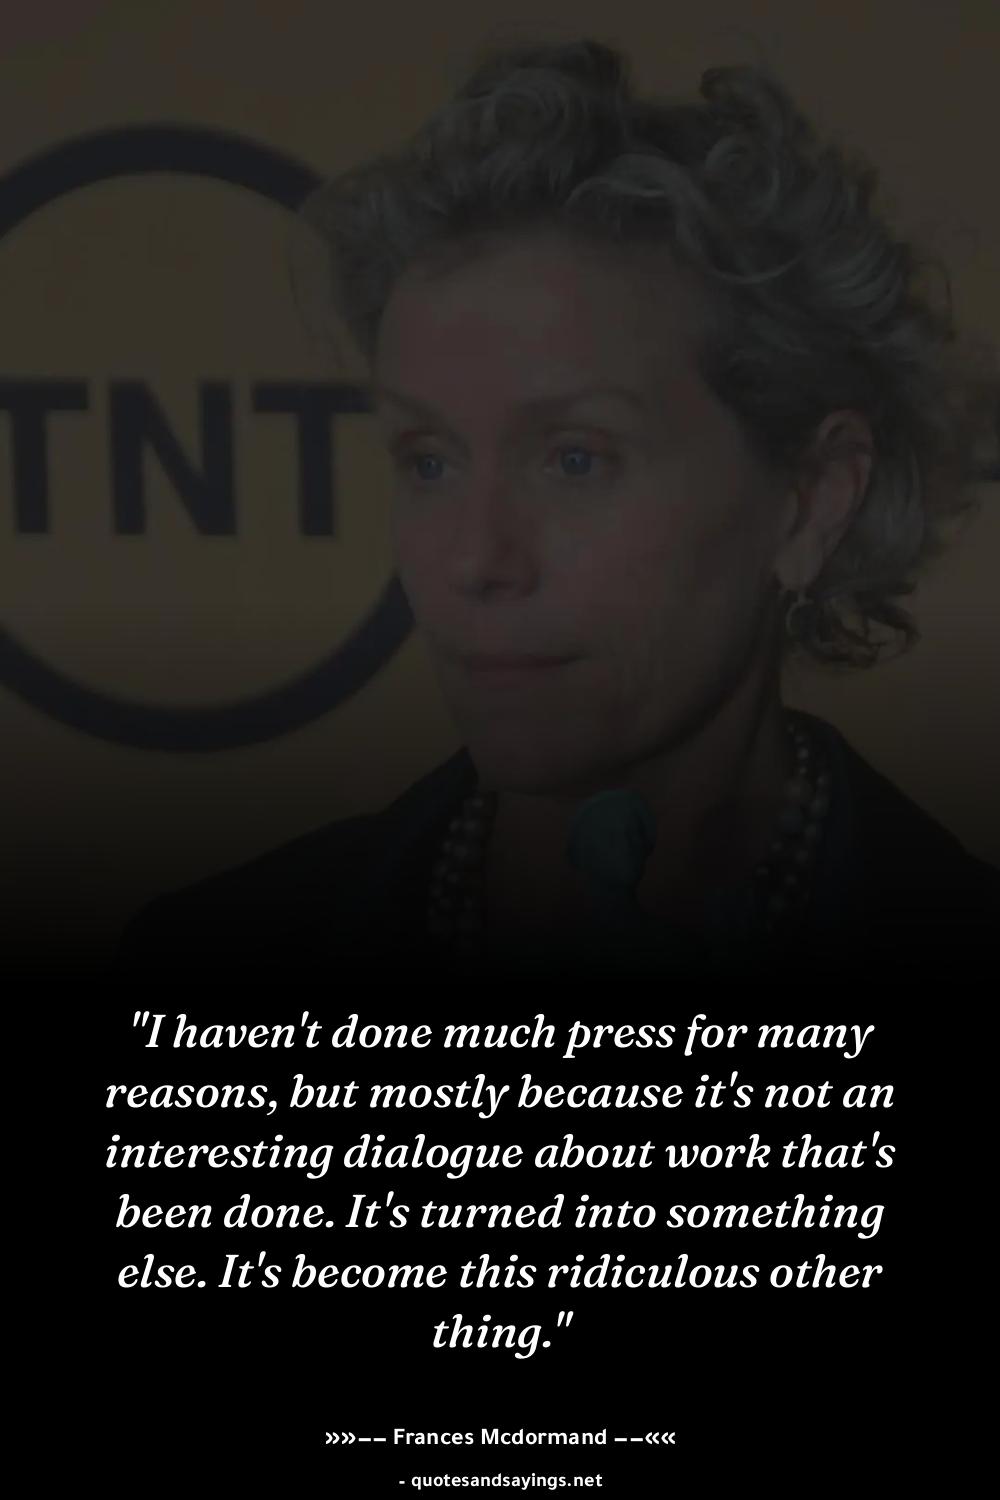 TNT
"I haven't done much press for many
reasons, but mostly because it's not an
interesting dialogue about work that's
been done. It's turned into something
else. It's become this ridiculous other
thing."
»»−− Frances Mcdormand −−««
- quotesandsayings.net